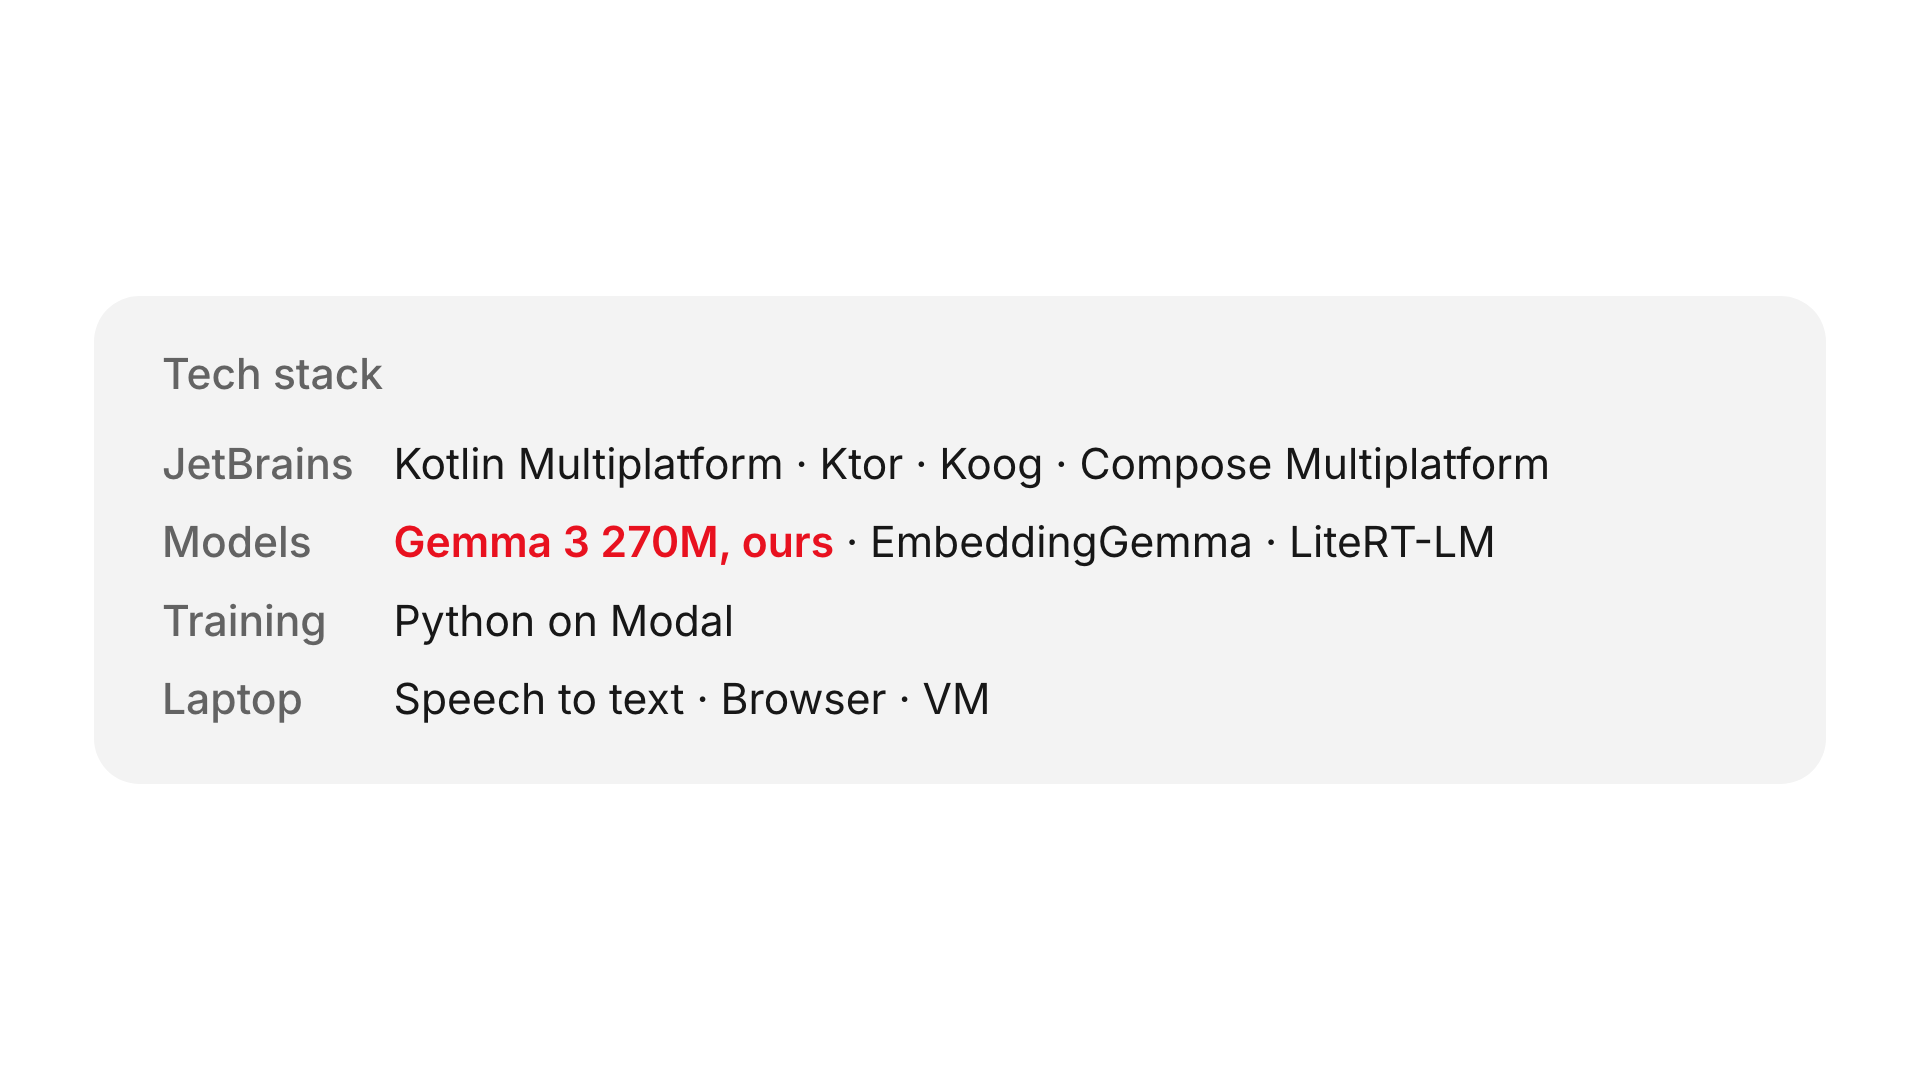 Tech stack
JetBrains Kotlin Multiplatform · Ktor · Koog · Compose Multiplatform
Models Gemma 3 270M, ours · EmbeddingGemma · LiteRT-LM
Training Python on Modal
Laptop Speech to text · Browser · VM